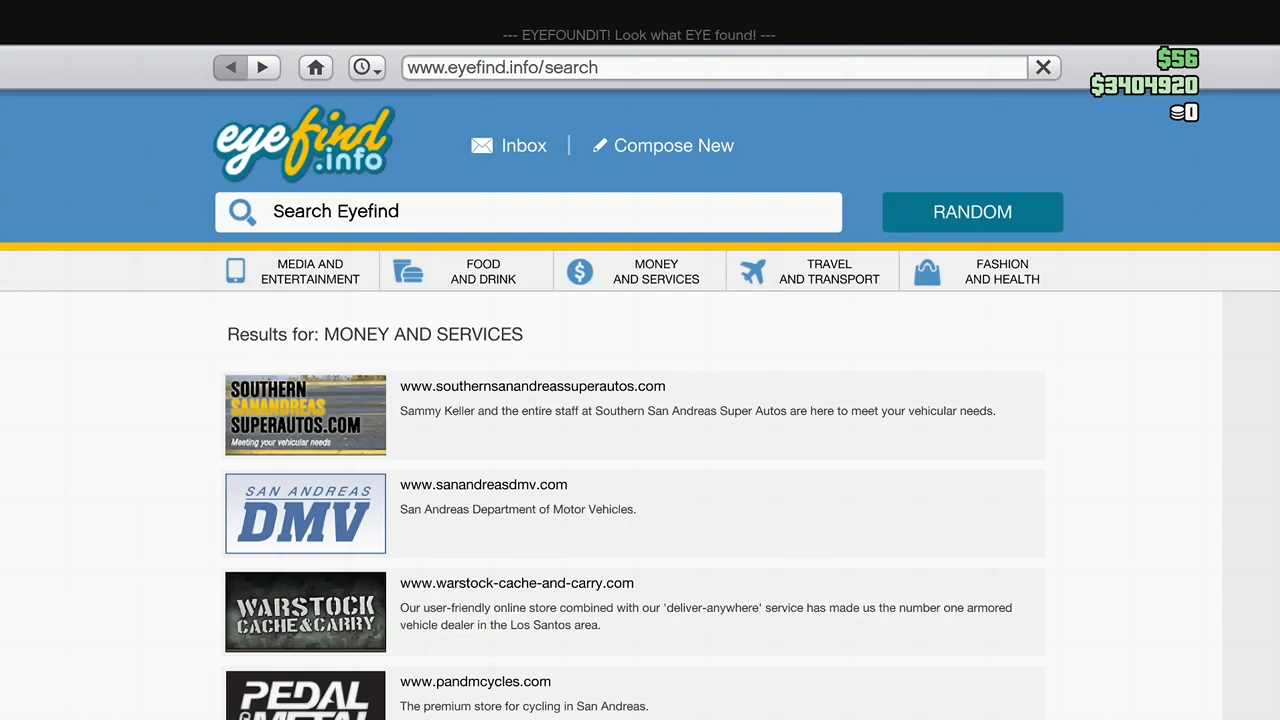 --- EYEFOUNDIT! Look what EYE found! ---
www.eyefind.info/search
$56
$3404920
0
eyefind
.info
Inbox
Compose New
Search Eyefind
RANDOM
MEDIA AND
ENTERTAINMENT
FOOD
AND DRINK
MONEY
AND SERVICES
TRAVEL
AND TRANSPORT
FASHION
AND HEALTH
Results for: MONEY AND SERVICES
SOUTHERN
SANANDREAS
SUPERAUTOS.COM
Meeting your vehicular needs
www.southernsanandreassuperautos.com
Sammy Keller and the entire staff at Southern San Andreas Super Autos are here to meet your vehicular needs.
SAN ANDREAS
DMV
www.sanandreasdmv.com
San Andreas Department of Motor Vehicles.
WARSTOCK
CACHE&CARRY
www.warstock-cache-and-carry.com
Our user-friendly online store combined with our 'deliver-anywhere' service has made us the number one armored
vehicle dealer in the Los Santos area.
PEDAL
www.pandmcycles.com
The premium store for cycling in San Andreas.